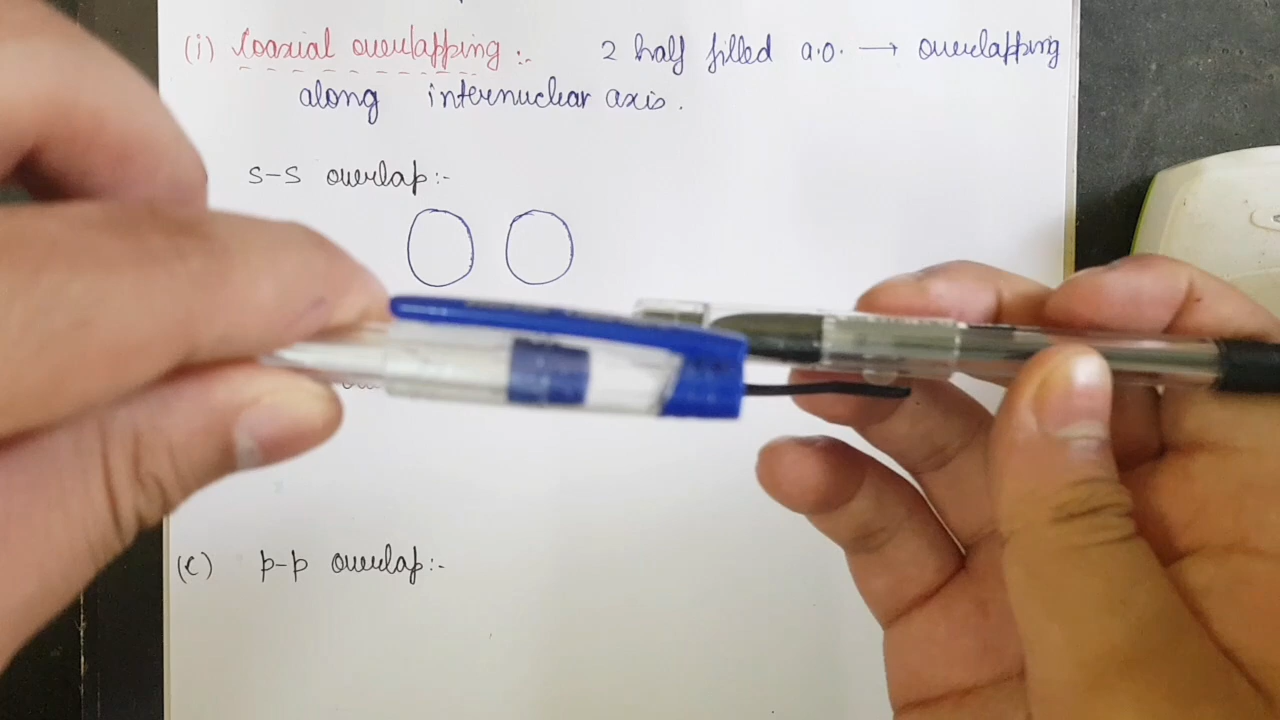 (i) Coaxial overlapping :- 2 half filled a.o. → overlapping
along internuclear axis.
s-s overlap:-
(c) p-p overlap:-